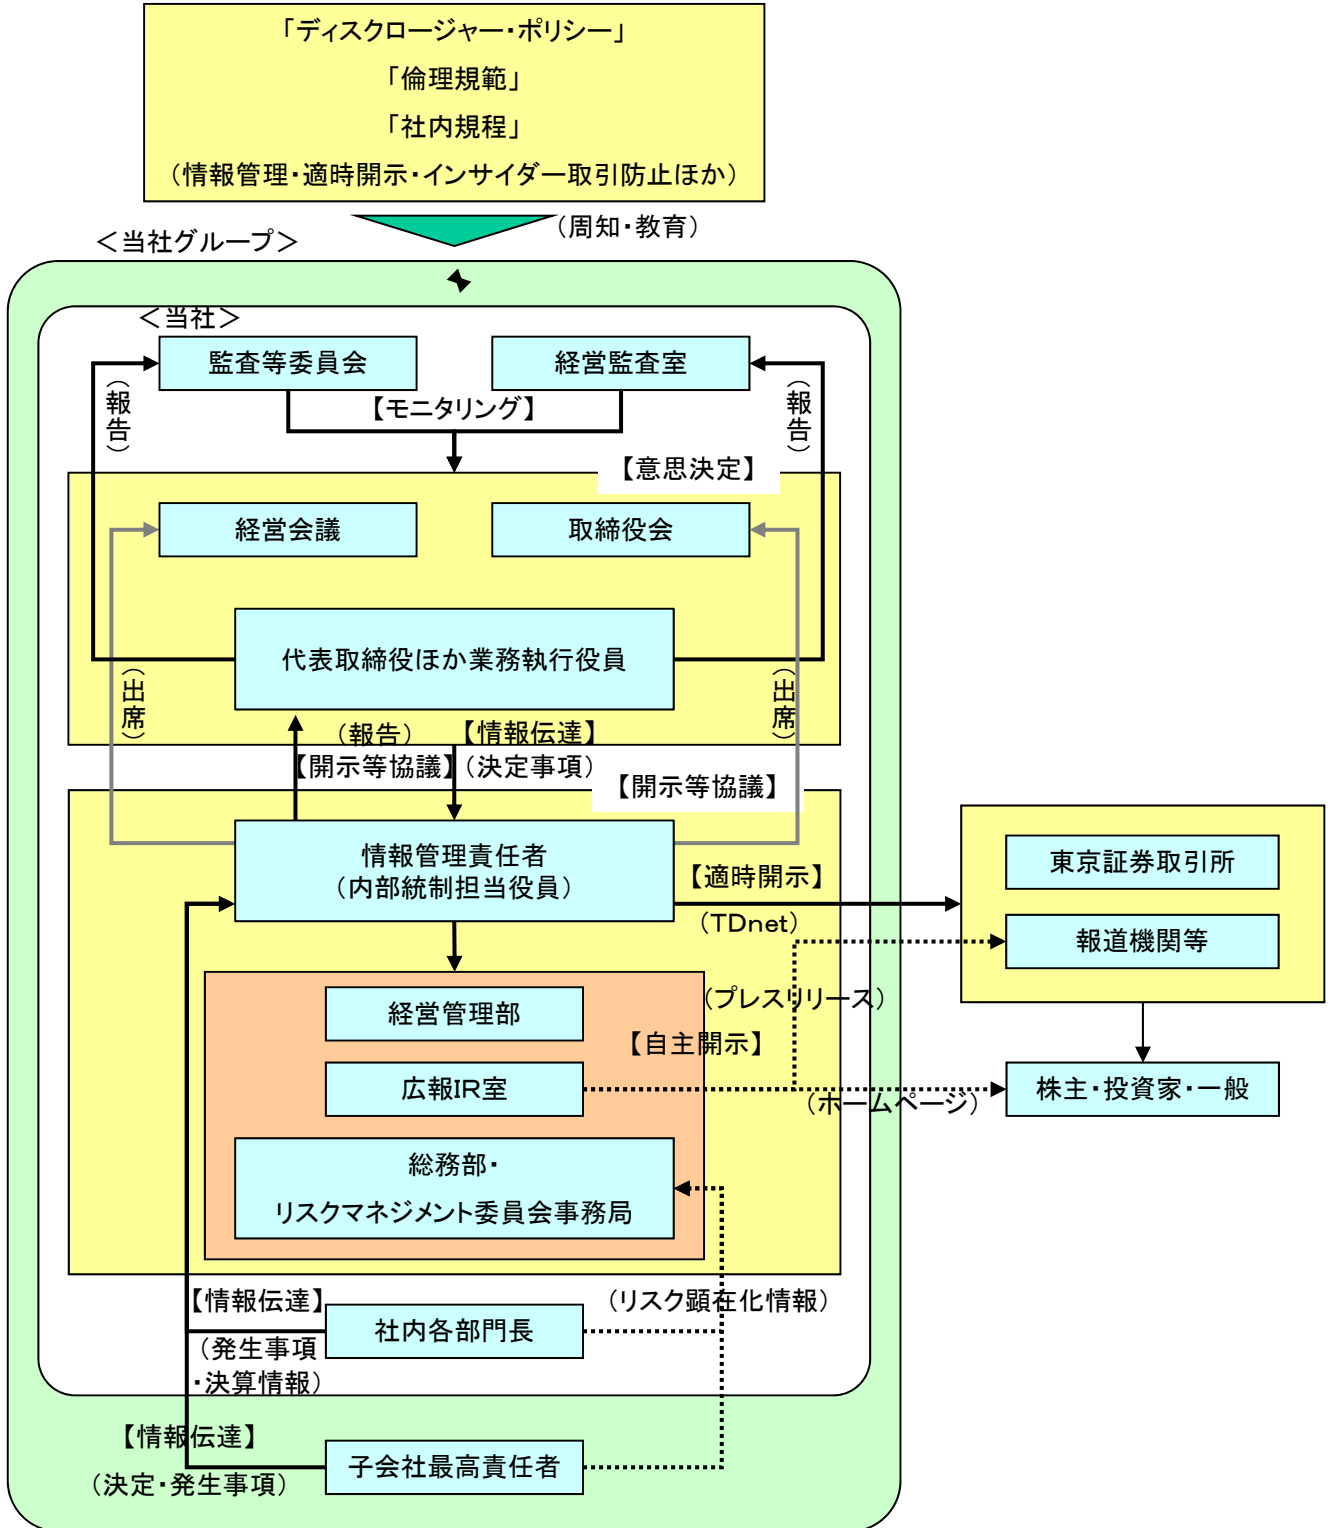 「ディスクロージャー・ポリシー」
「倫理規範」
「社内規程」
（情報管理・適時開示・インサイダー取引防止ほか）
（周知・教育）
＜当社グループ＞
＜当社＞
監査等委員会
経営監査室
（報告）
【モニタリング】
（報告）
【意思決定】
経営会議
取締役会
代表取締役ほか業務執行役員
（出席）
（出席）
（報告）
【情報伝達】
【開示等協議】
（決定事項）
【開示等協議】
情報管理責任者
（内部統制担当役員）
【適時開示】
（TDnet）
東京証券取引所
報道機関等
経営管理部
（プレスリリース）
【自主開示】
広報IR室
（ホームページ）
株主・投資家・一般
総務部・
リスクマネジメント委員会事務局
【情報伝達】
（リスク顕在化情報）
社内各部門長
（発生事項
・決算情報）
【情報伝達】
子会社最高責任者
（決定・発生事項）